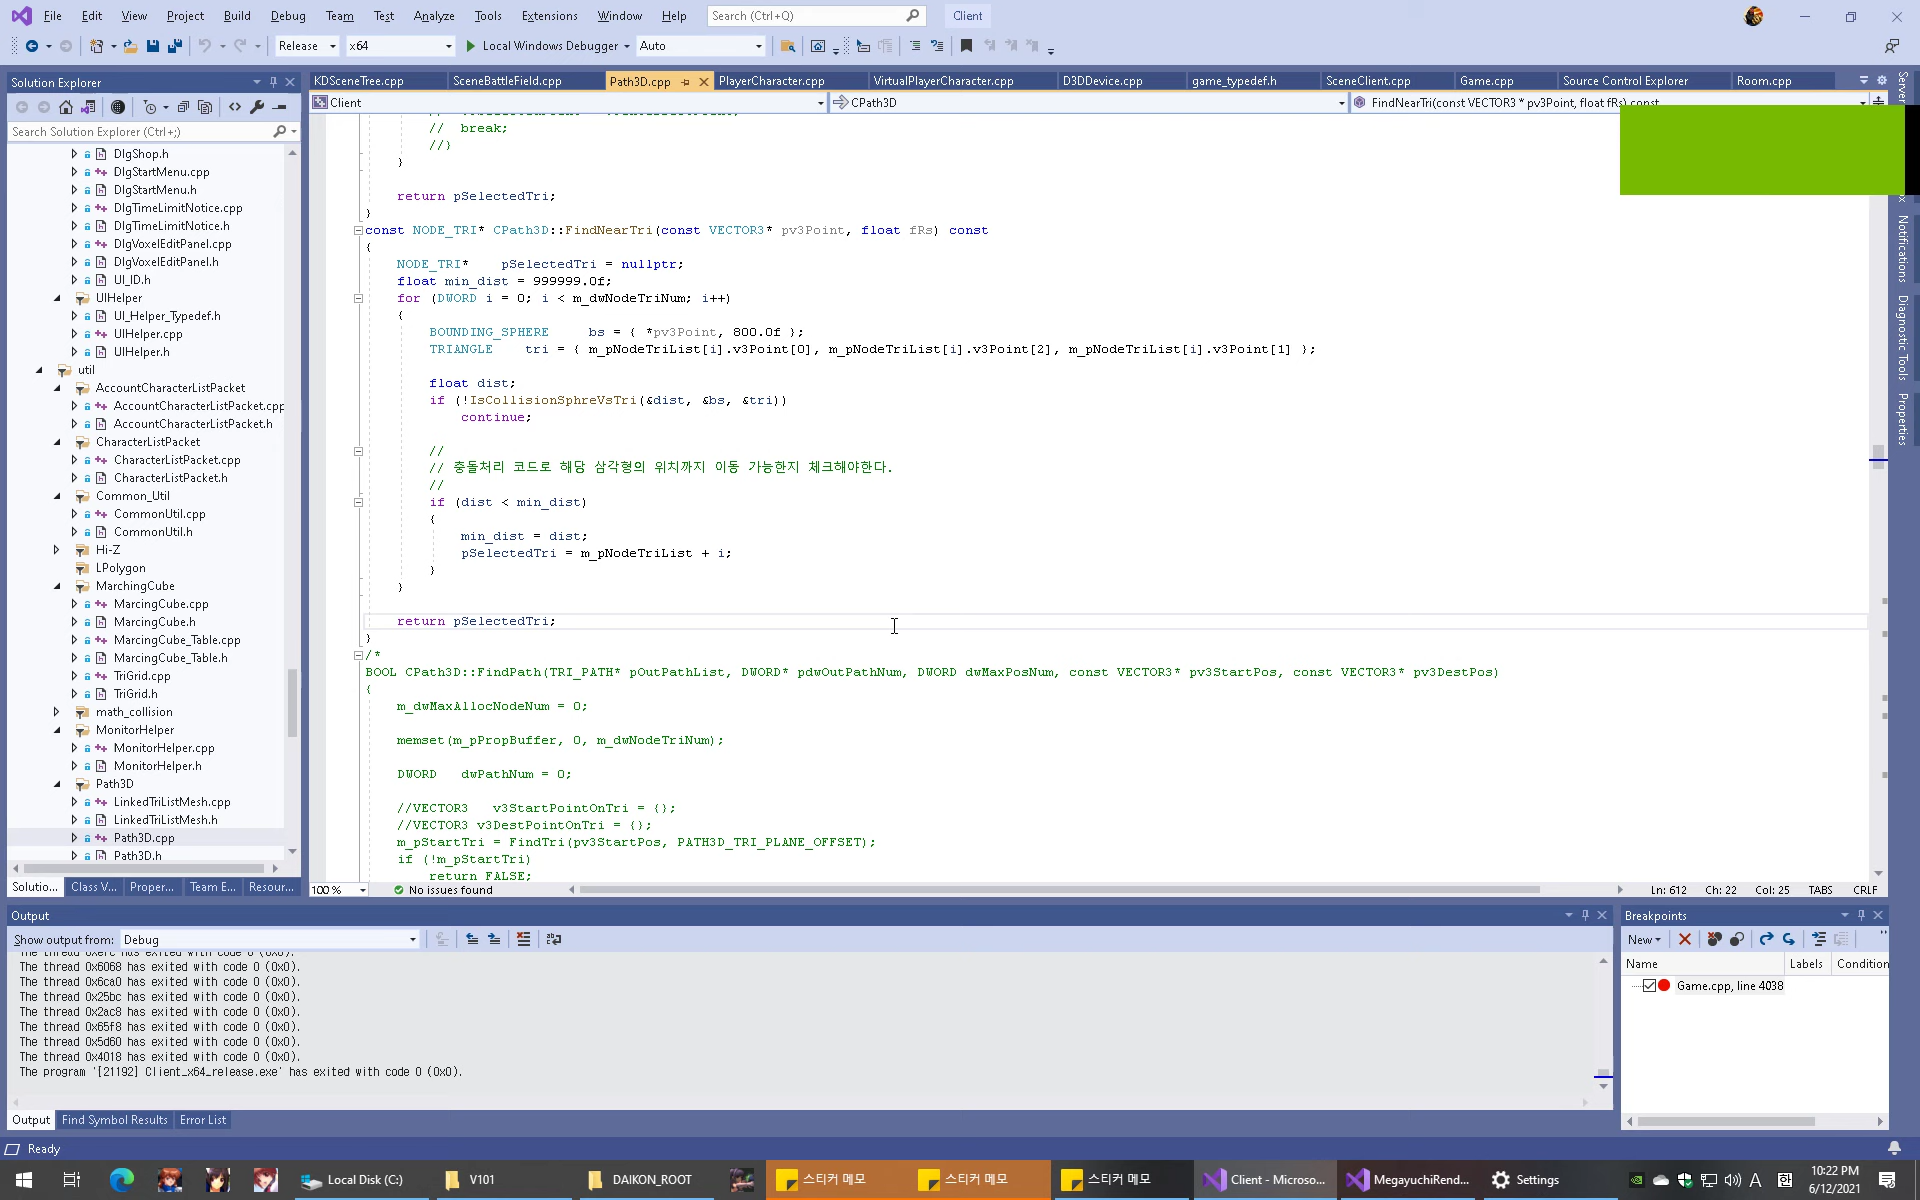 File Edit View Project Build Debug Team Test Analyze Tools Extensions Window Help Search (Ctrl+Q) Client
Release x64 Local Windows Debugger Auto
Solution Explorer
Search Solution Explorer (Ctrl+;)
DlgShop.h
DlgStartMenu.cpp
DlgStartMenu.h
DlgTimeLimitNotice.cpp
DlgTimeLimitNotice.h
DlgVoxelEditPanel.cpp
DlgVoxelEditPanel.h
UI_ID.h
UIHelper
UI_Helper_Typedef.h
UIHelper.cpp
UIHelper.h
util
AccountCharacterListPacket
AccountCharacterListPacket.cpp
AccountCharacterListPacket.h
CharacterListPacket
CharacterListPacket.cpp
CharacterListPacket.h
Common_Util
CommonUtil.cpp
CommonUtil.h
Hi-Z
LPolygon
MarchingCube
MarcingCube.cpp
MarcingCube.h
MarcingCube_Table.cpp
MarcingCube_Table.h
TriGrid.cpp
TriGrid.h
math_collision
MonitorHelper
MonitorHelper.cpp
MonitorHelper.h
Path3D
LinkedTriListMesh.cpp
LinkedTriListMesh.h
Path3D.cpp
Path3D.h
Solutio... Class V... Proper... Team E... Resour...
KDSceneTree.cpp SceneBattleField.cpp Path3D.cpp PlayerCharacter.cpp VirtualPlayerCharacter.cpp D3DDevice.cpp game_typedef.h SceneClient.cpp Game.cpp Source Control Explorer Room.cpp
Client CPath3D FindNearTri(const VECTOR3 * pv3Point, float fRs) const
// break;
//}
}
return pSelectedTri;
}
const NODE_TRI* CPath3D::FindNearTri(const VECTOR3* pv3Point, float fRs) const
{
NODE_TRI* pSelectedTri = nullptr;
float min_dist = 999999.0f;
for (DWORD i = 0; i < m_dwNodeTriNum; i++)
{
BOUNDING_SPHERE bs = { *pv3Point, 800.0f };
TRIANGLE tri = { m_pNodeTriList[i].v3Point[0], m_pNodeTriList[i].v3Point[2], m_pNodeTriList[i].v3Point[1] };
float dist;
if (!IsCollisionSphreVsTri(&dist, &bs, &tri))
continue;
//
// 충돌처리 코드로 해당 삼각형의 위치까지 이동 가능한지 체크해야한다.
//
if (dist < min_dist)
{
min_dist = dist;
pSelectedTri = m_pNodeTriList + i;
}
}
return pSelectedTri;
}
/*
BOOL CPath3D::FindPath(TRI_PATH* pOutPathList, DWORD* pdwOutPathNum, DWORD dwMaxPosNum, const VECTOR3* pv3StartPos, const VECTOR3* pv3DestPos)
{
m_dwMaxAllocNodeNum = 0;
memset(m_pPropBuffer, 0, m_dwNodeTriNum);
DWORD dwPathNum = 0;
//VECTOR3 v3StartPointOnTri = {};
//VECTOR3 v3DestPointOnTri = {};
m_pStartTri = FindTri(pv3StartPos, PATH3D_TRI_PLANE_OFFSET);
if (!m_pStartTri)
return FALSE;
100 % No issues found Ln: 612 Ch: 22 Col: 25 TABS CRLF
Notifications
Diagnostic Tools
Properties
Output
Show output from: Debug
The thread 0x6068 has exited with code 0 (0x0).
The thread 0x6ca0 has exited with code 0 (0x0).
The thread 0x25bc has exited with code 0 (0x0).
The thread 0x2ac8 has exited with code 0 (0x0).
The thread 0x65f8 has exited with code 0 (0x0).
The thread 0x5d60 has exited with code 0 (0x0).
The thread 0x4018 has exited with code 0 (0x0).
The program '[21192] Client_x64_release.exe' has exited with code 0 (0x0).
Output Find Symbol Results Error List
Breakpoints
New
Name Labels Condition
Game.cpp, line 4038
Ready
Local Disk (C:) V101 DAIKON_ROOT 스티커 메모 스티커 메모 스티커 메모 Client - Microso... MegayuchiRend... Settings
A 한 10:22 PM
6/12/2021